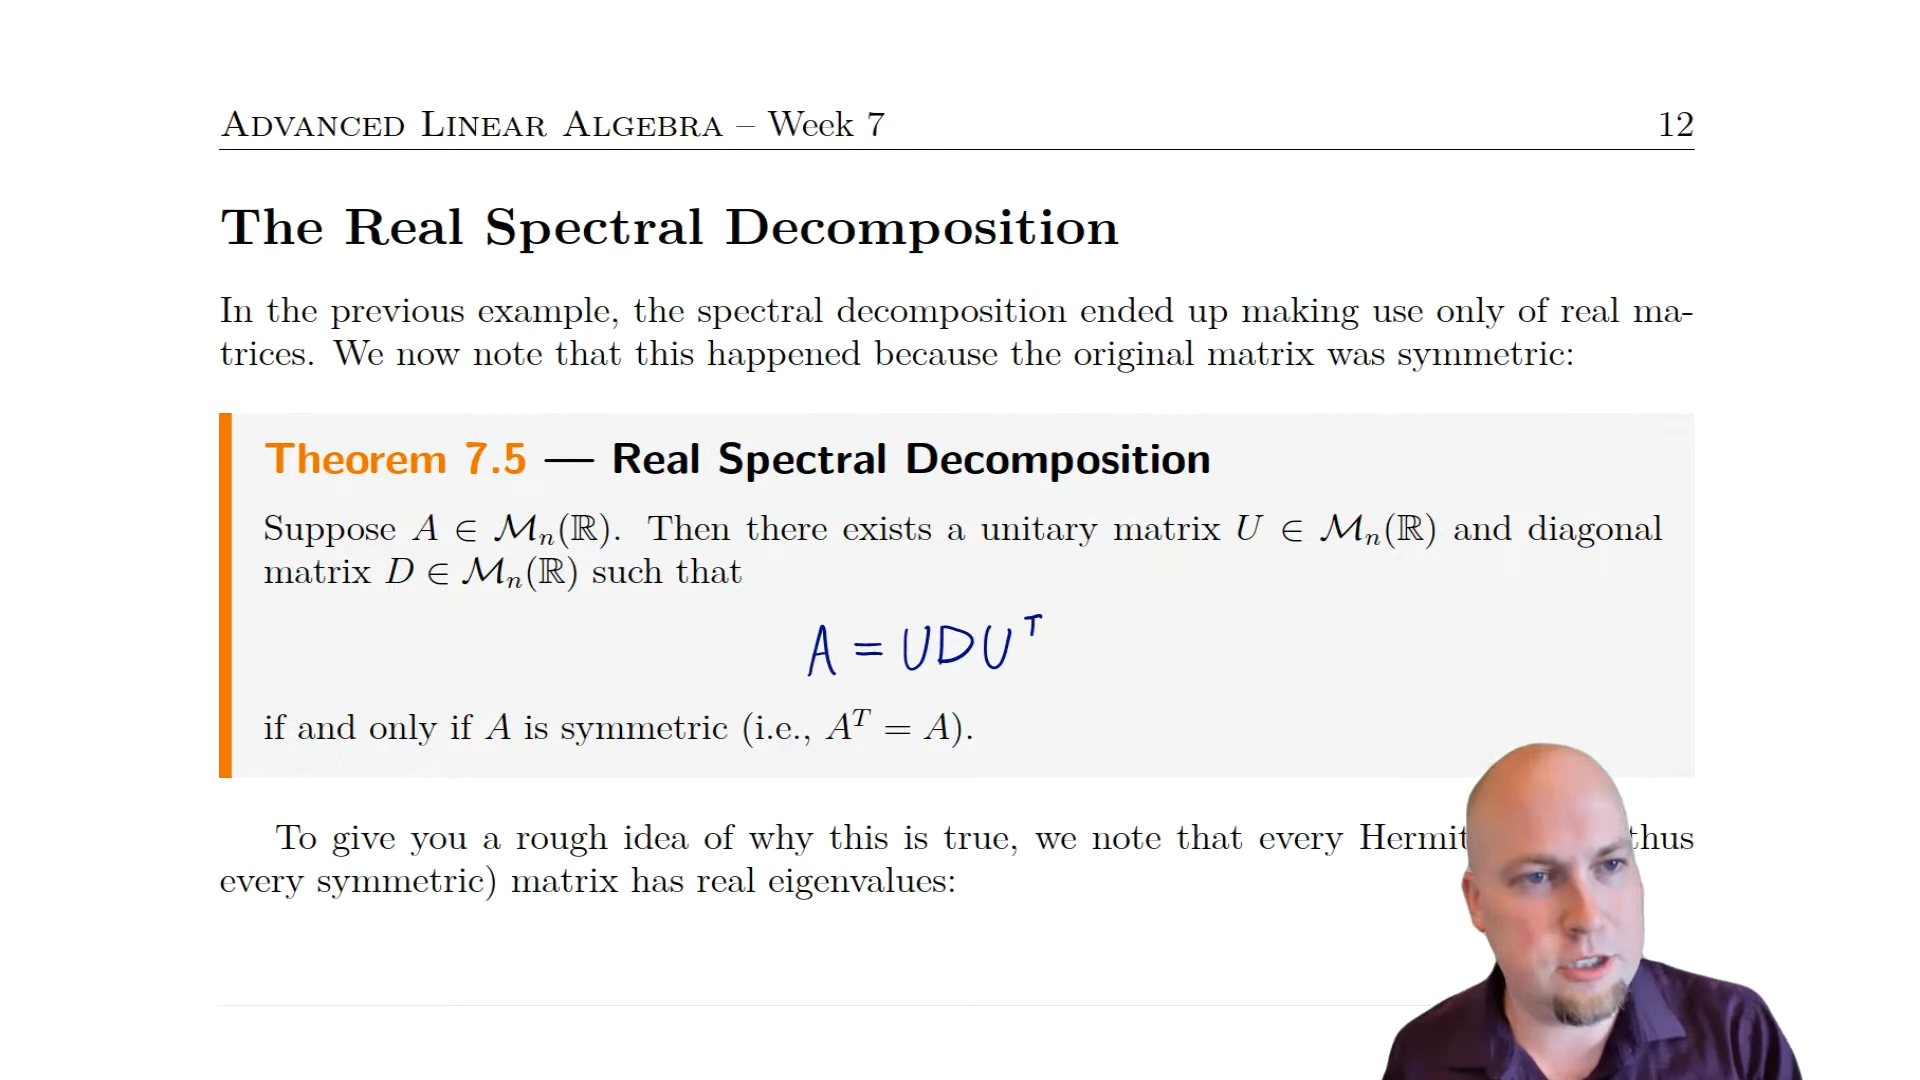 ADVANCED LINEAR ALGEBRA – Week 7 12
The Real Spectral Decomposition
In the previous example, the spectral decomposition ended up making use only of real ma-
trices. We now note that this happened because the original matrix was symmetric:
Theorem 7.5 — Real Spectral Decomposition
Suppose A ∈ ℳₙ(ℝ). Then there exists a unitary matrix U ∈ ℳₙ(ℝ) and diagonal
matrix D ∈ ℳₙ(ℝ) such that
A = UDUᵀ
if and only if A is symmetric (i.e., Aᵀ = A).
To give you a rough idea of why this is true, we note that every thus
every symmetric) matrix has real eigenvalues: